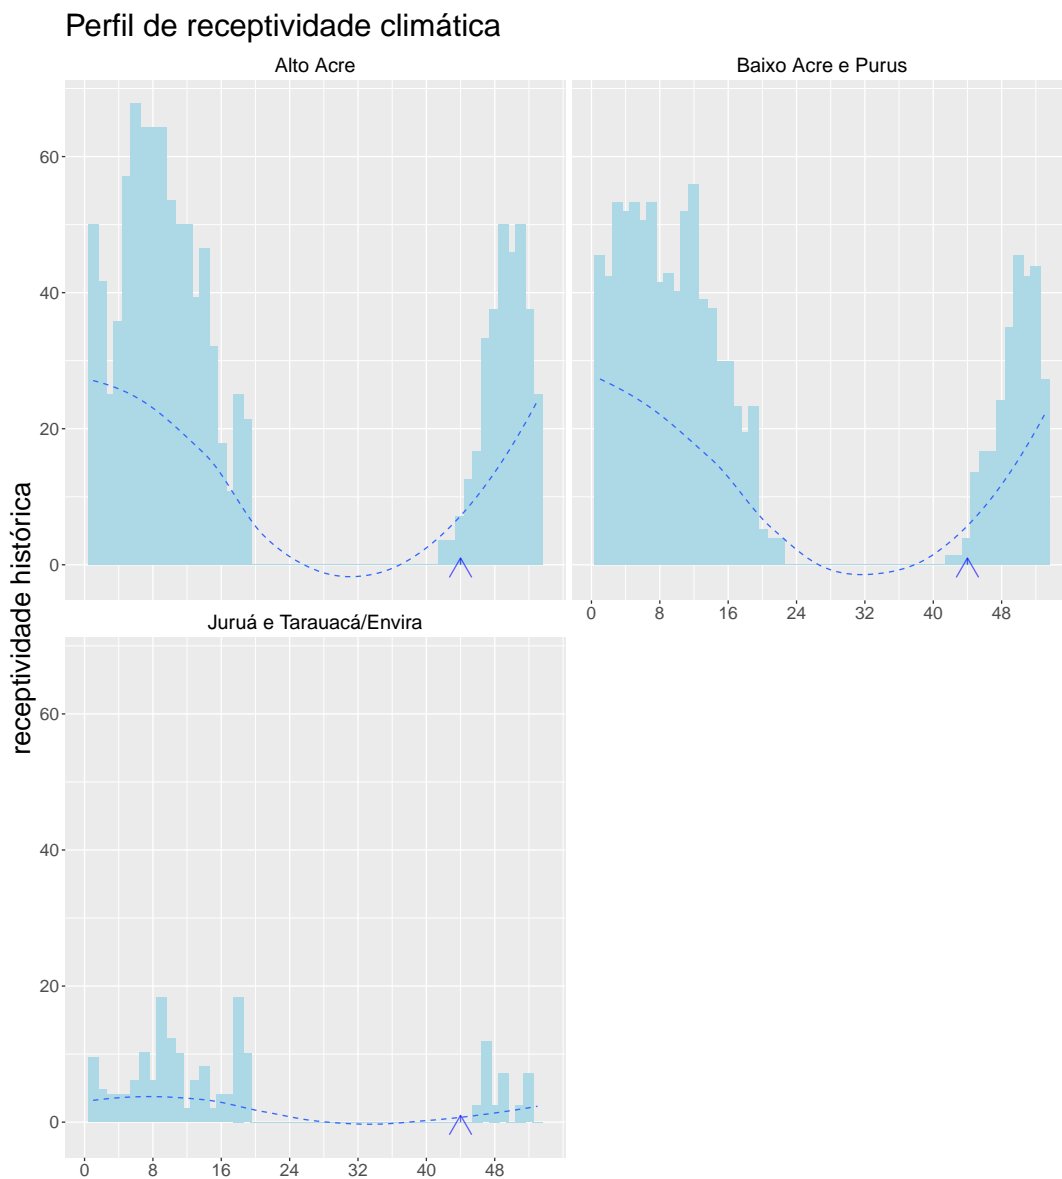 Perfil de receptividade climática
Alto Acre
Baixo Acre e Purus
60
40
20
0
0 8 16 24 32 40 48
Juruá e Tarauacá/Envira
receptividade histórica
60
40
20
0
0 8 16 24 32 40 48